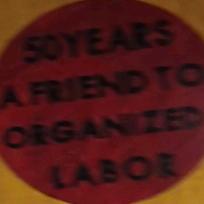 50 YEARS
A FRIEND TO
ORGANIZED
LABOR